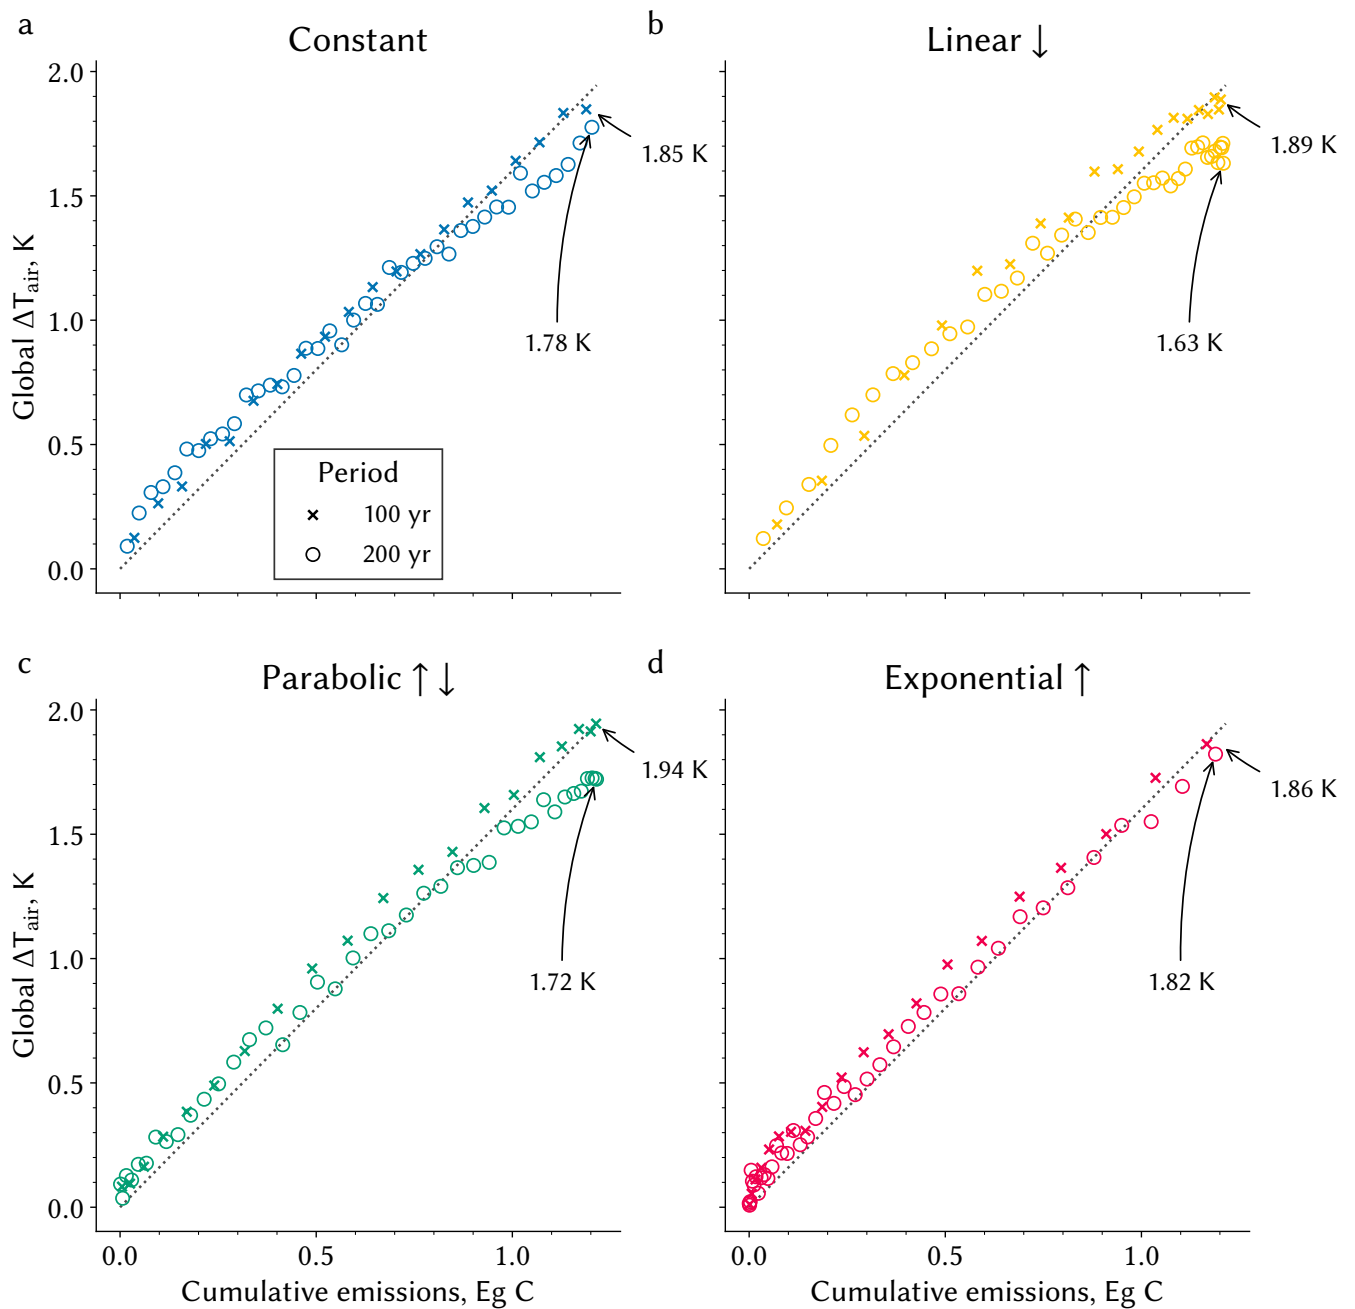 a
Constant
2.0
1.5
1.0
0.5
0.0
Global ΔTair, K
1.85 K
1.78 K
Period
100 yr
200 yr
b
Linear ↓
1.89 K
1.63 K
c
Parabolic ↑↓
2.0
1.5
1.0
0.5
0.0
Global ΔTair, K
1.94 K
1.72 K
0.0 0.5 1.0
Cumulative emissions, Eg C
d
Exponential ↑
1.86 K
1.82 K
0.0 0.5 1.0
Cumulative emissions, Eg C